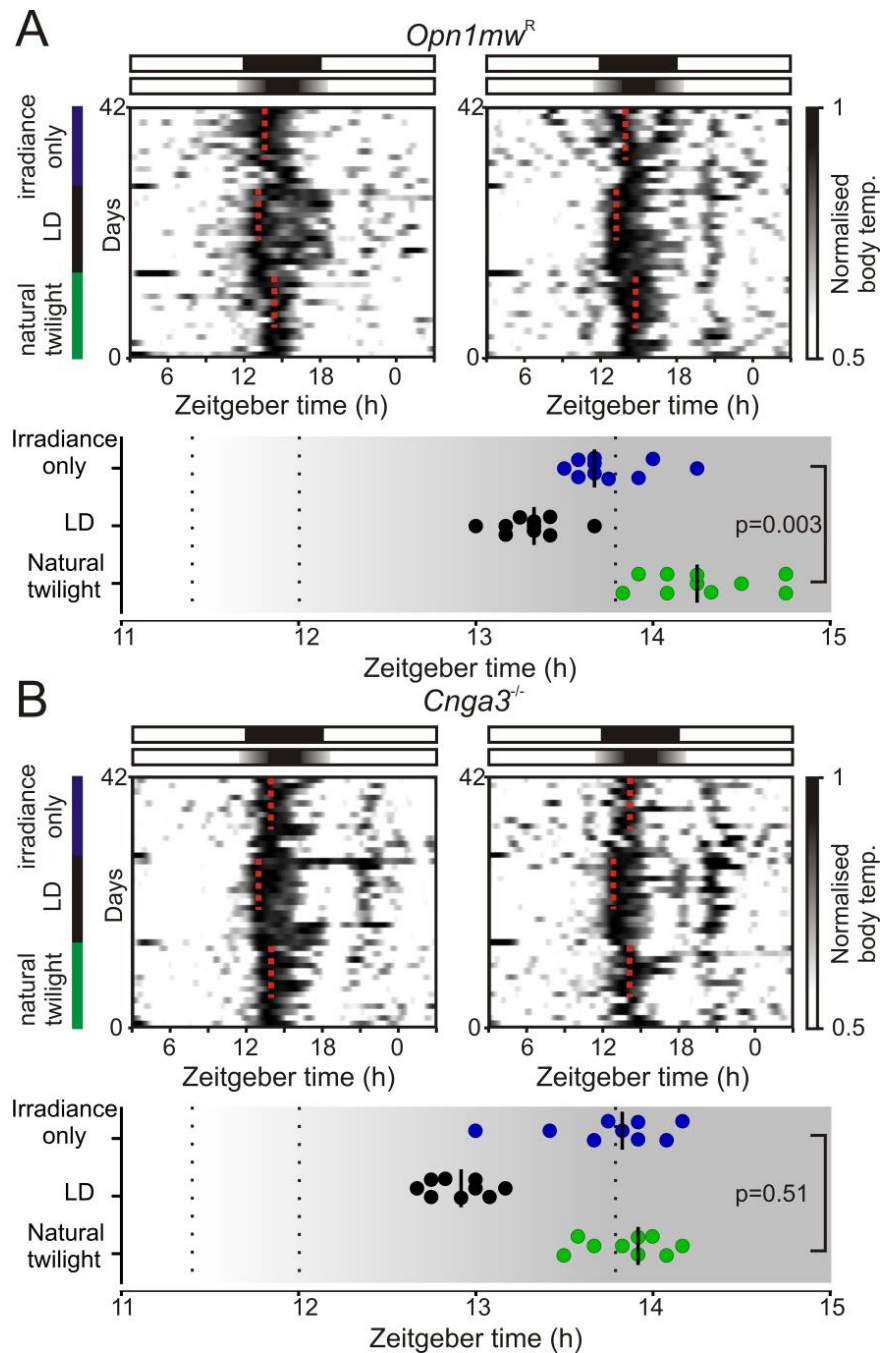 A
Opn1mwᴿ
42
irradiance only
LD
natural twilight
Days
0
6 12 18 0
Zeitgeber time (h)
42
0
6 12 18 0
Zeitgeber time (h)
1
Normalised body temp.
0.5
Irradiance only
LD
Natural twilight
p=0.003
11 12 13 14 15
Zeitgeber time (h)
B
Cnga3⁻/⁻
42
irradiance only
LD
natural twilight
Days
0
6 12 18 0
Zeitgeber time (h)
42
0
6 12 18 0
Zeitgeber time (h)
1
Normalised body temp.
0.5
Irradiance only
LD
Natural twilight
p=0.51
11 12 13 14 15
Zeitgeber time (h)